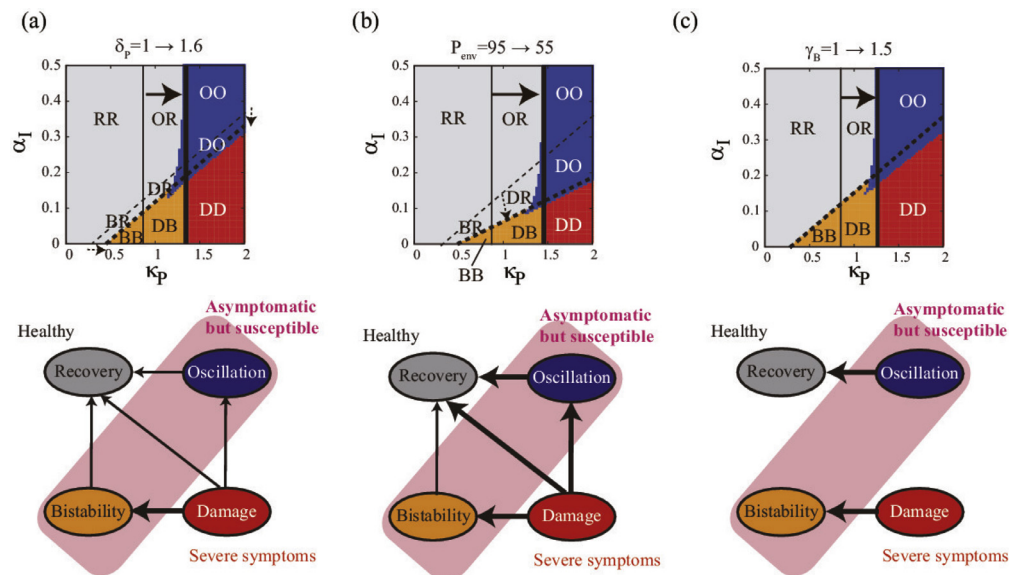 (a)
δP=1 → 1.6
αI
0.5
0.4
0.3
0.2
0.1
0
RR
OR
OO
DO
DR
BR
BB
DB
DD
0
0.5
1
1.5
2
κP
Healthy
Asymptomatic
but susceptible
Recovery
Oscillation
Bistability
Damage
Severe symptoms
(b)
Penv=95 → 55
αI
0.5
0.4
0.3
0.2
0.1
0
RR
OR
OO
DO
DR
BR
DB
DD
0
0.5
1
1.5
2
BB
κP
Healthy
Asymptomatic
but susceptible
Recovery
Oscillation
Bistability
Damage
Severe symptoms
(c)
γB=1 → 1.5
αI
0.5
0.4
0.3
0.2
0.1
0
RR
OR
OO
BB
DB
DD
0
0.5
1
1.5
2
κP
Healthy
Asymptomatic
but susceptible
Recovery
Oscillation
Bistability
Damage
Severe symptoms